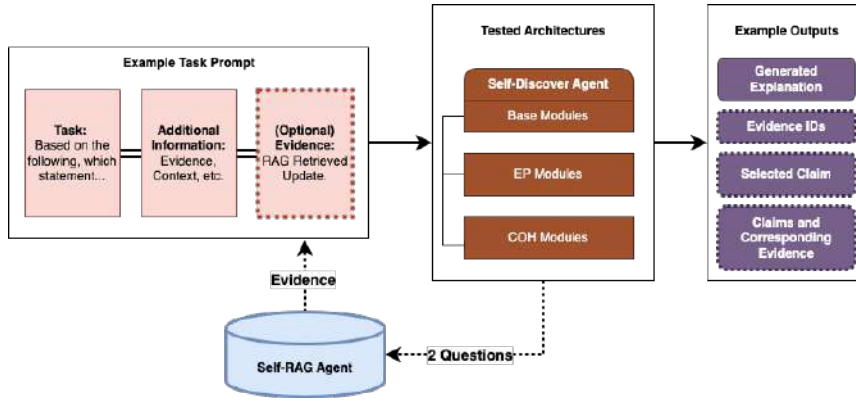 Example Task Prompt
Task:
Based on the
following, which
statement...
Additional
Information:
Evidence,
Context, etc.
(Optional)
Evidence:
RAG Retrieved
Update.
Tested Architectures
Self-Discover Agent
Base Modules
EP Modules
COH Modules
Example Outputs
Generated
Explanation
Evidence IDs
Selected Claim
Claims and
Corresponding
Evidence
Evidence
Self-RAG Agent
2 Questions